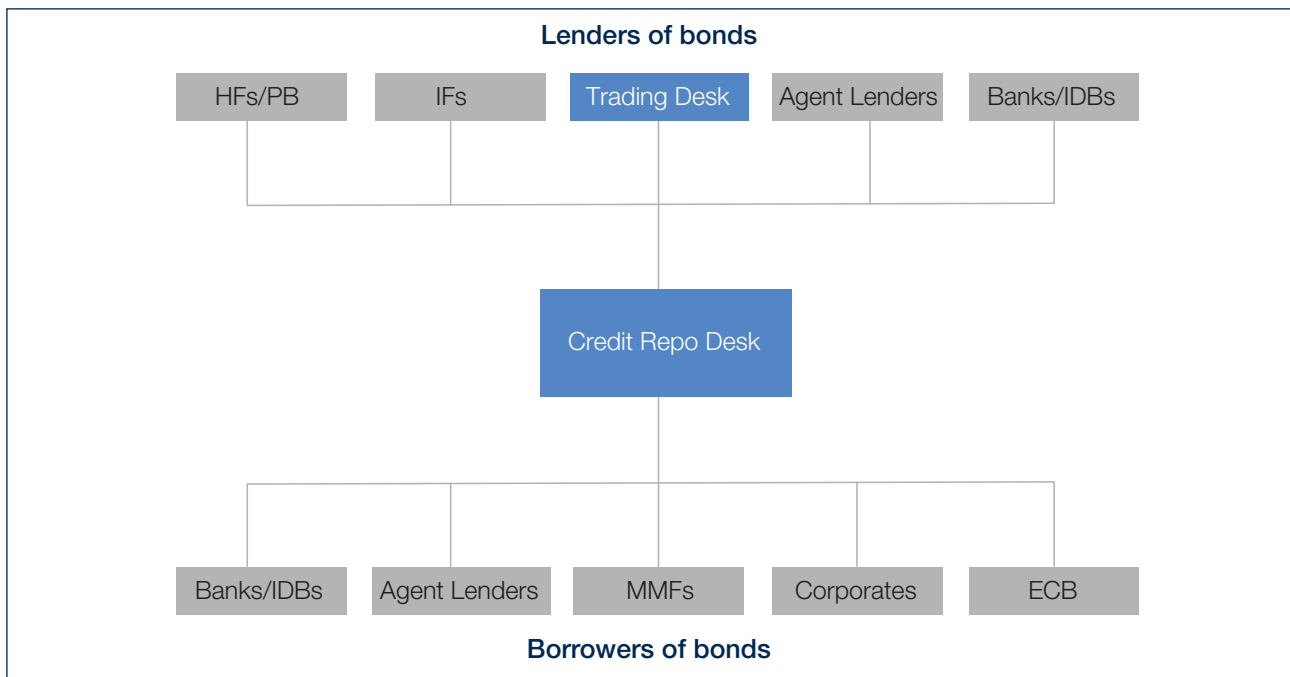 Lenders of bonds
HFs/PB
IFs
Trading Desk
Agent Lenders
Banks/IDBs
Credit Repo Desk
Banks/IDBs
Agent Lenders
MMFs
Corporates
ECB
Borrowers of bonds